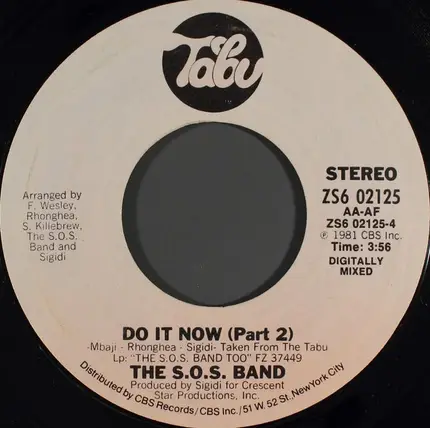 Tabu
Arranged by
F. Wesley,
Rhonghea,
S. Killebrew,
The S.O.S.
Band and
Sigidi
STEREO
ZS6 02125
AA-AF
ZS6 02125-4
℗ 1981 CBS Inc.
Time: 3:56
DIGITALLY
MIXED
DO IT NOW (Part 2)
-Mbaji - Rhonghea - Sigidi- Taken From The Tabu
Lp: "THE S.O.S. BAND TOO" FZ 37449
THE S.O.S. BAND
Produced by Sigidi for Crescent
Star Productions, Inc.
Distributed by CBS Records/CBS Inc./51 W. 52 St. New York City